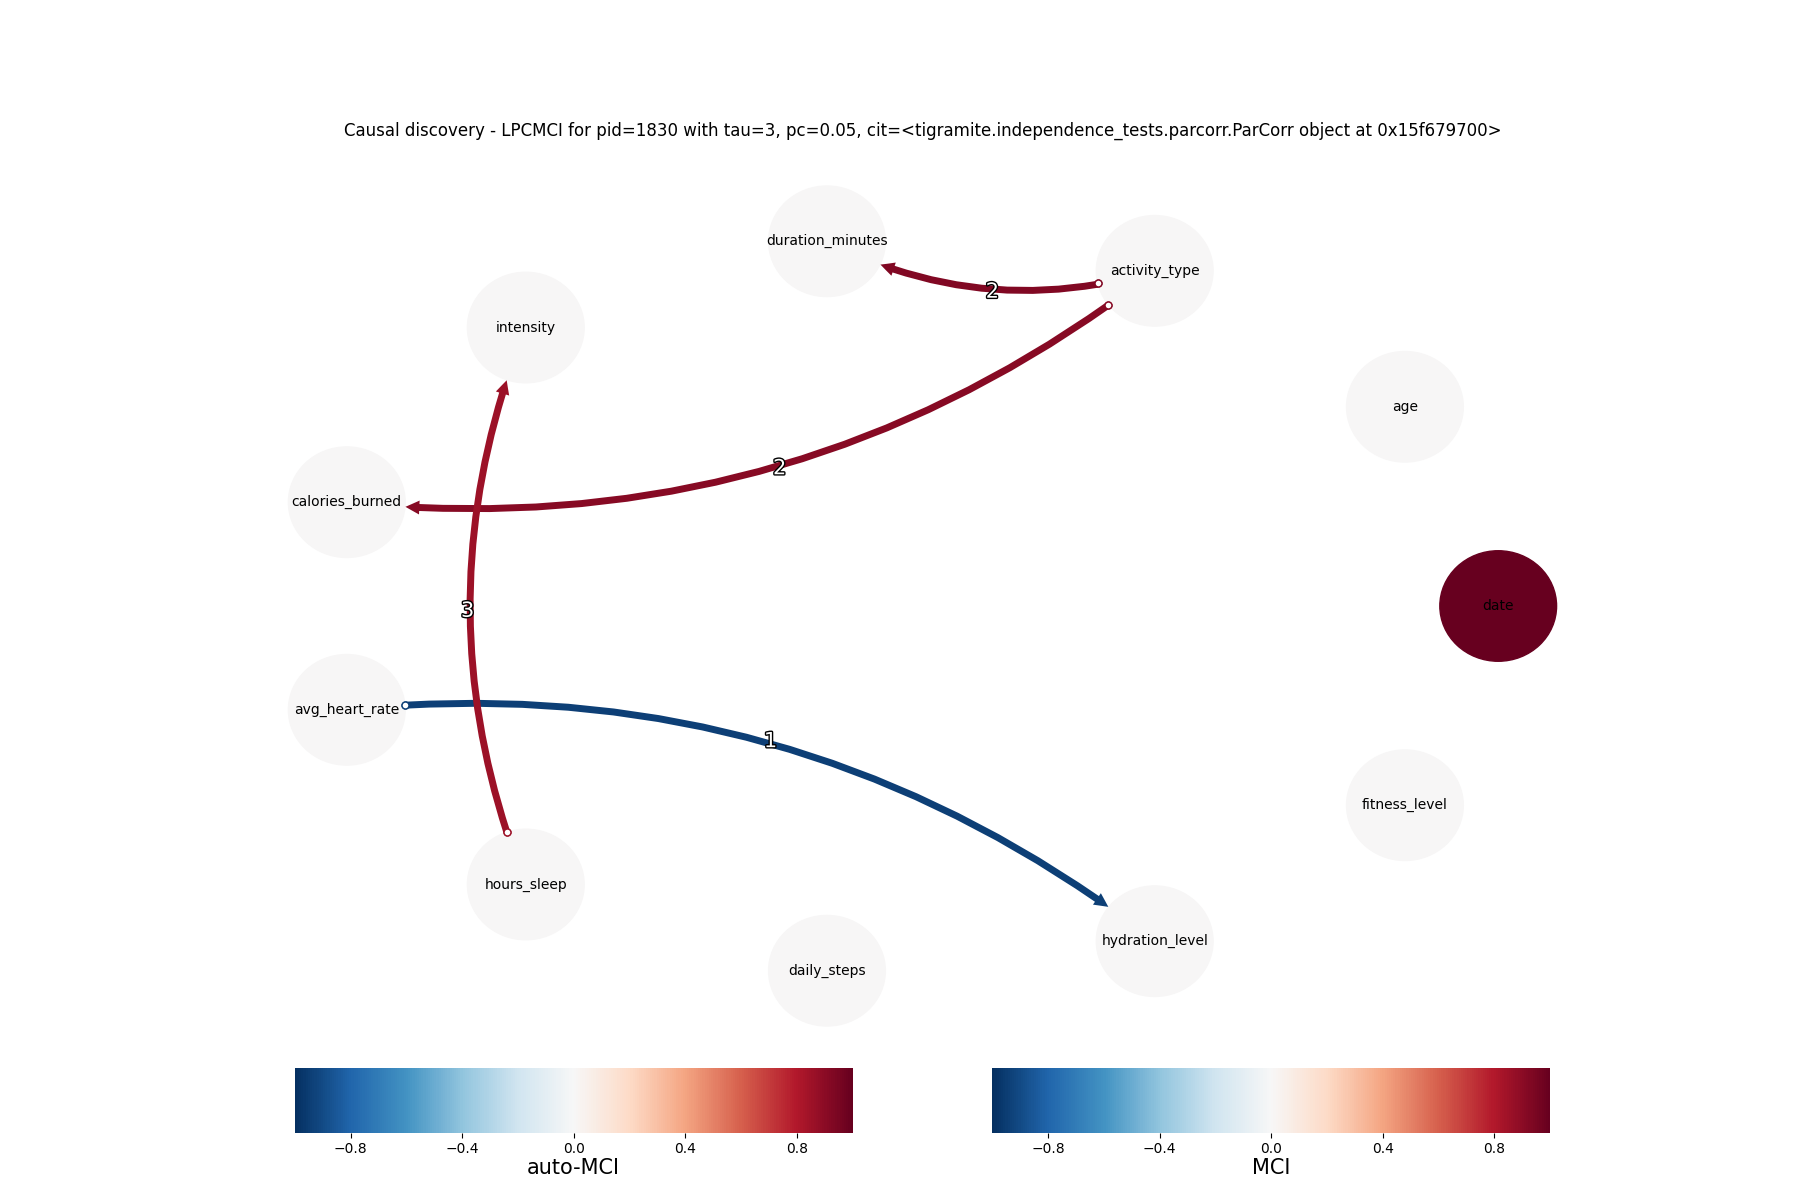 Causal discovery - LPCMCI for pid=1830 with tau=3, pc=0.05, cit=<tigramite.independence_tests.parcorr.ParCorr object at 0x15f679700>
duration_minutes
activity_type
2
intensity
age
2
calories_burned
date
3
avg_heart_rate
1
fitness_level
hours_sleep
hydration_level
daily_steps
−0.8 −0.4 0.0 0.4 0.8
auto-MCI
−0.8 −0.4 0.0 0.4 0.8
MCI